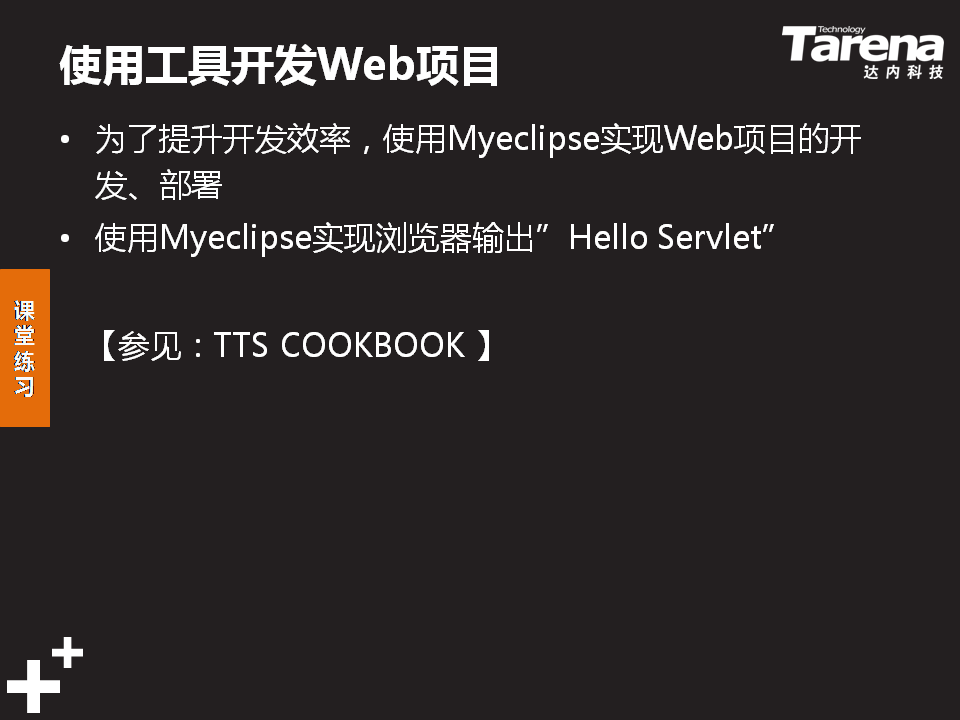 使用工具开发Web项目
Technology
Tarena
达内科技
• 为了提升开发效率，使用Myeclipse实现Web项目的开
发、部署
• 使用Myeclipse实现浏览器输出”Hello Servlet”
课堂练习
【参见：TTS COOKBOOK 】